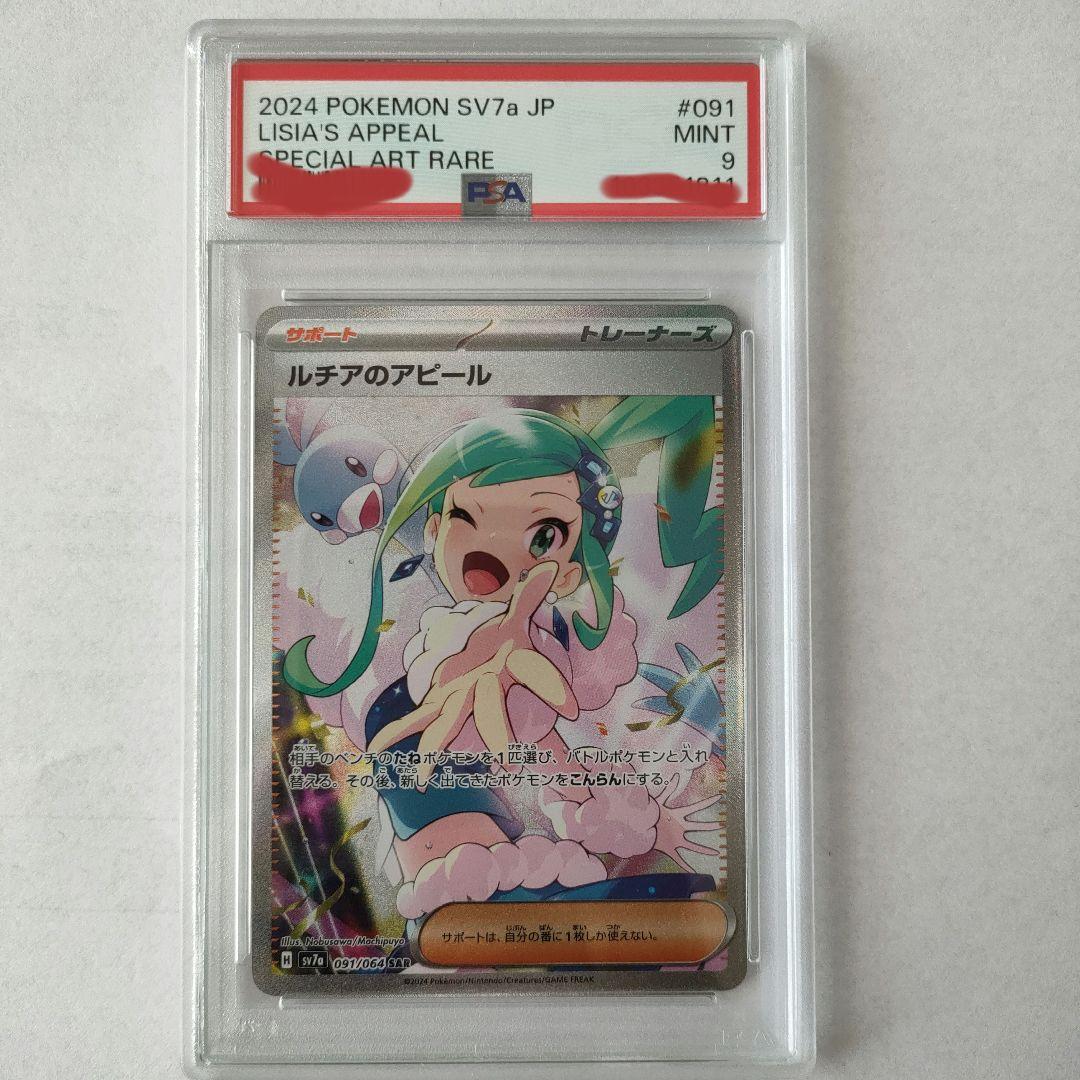 2024 POKEMON SV7a JP #091
LISIA'S APPEAL MINT
SPECIAL ART RARE 9
PSA
サポート トレーナーズ
ルチアのアピール
相手のベンチのたねポケモンを1匹選び、バトルポケモンと入れ
替える。その後、新しく出てきたポケモンをこんらんにする。
サポートは、自分の番に1枚しか使えない。
Illus. Nobusawa/Mochipuyo
H sv7a 091/064 SAR
©2024 Pokémon/Nintendo/Creatures/GAME FREAK